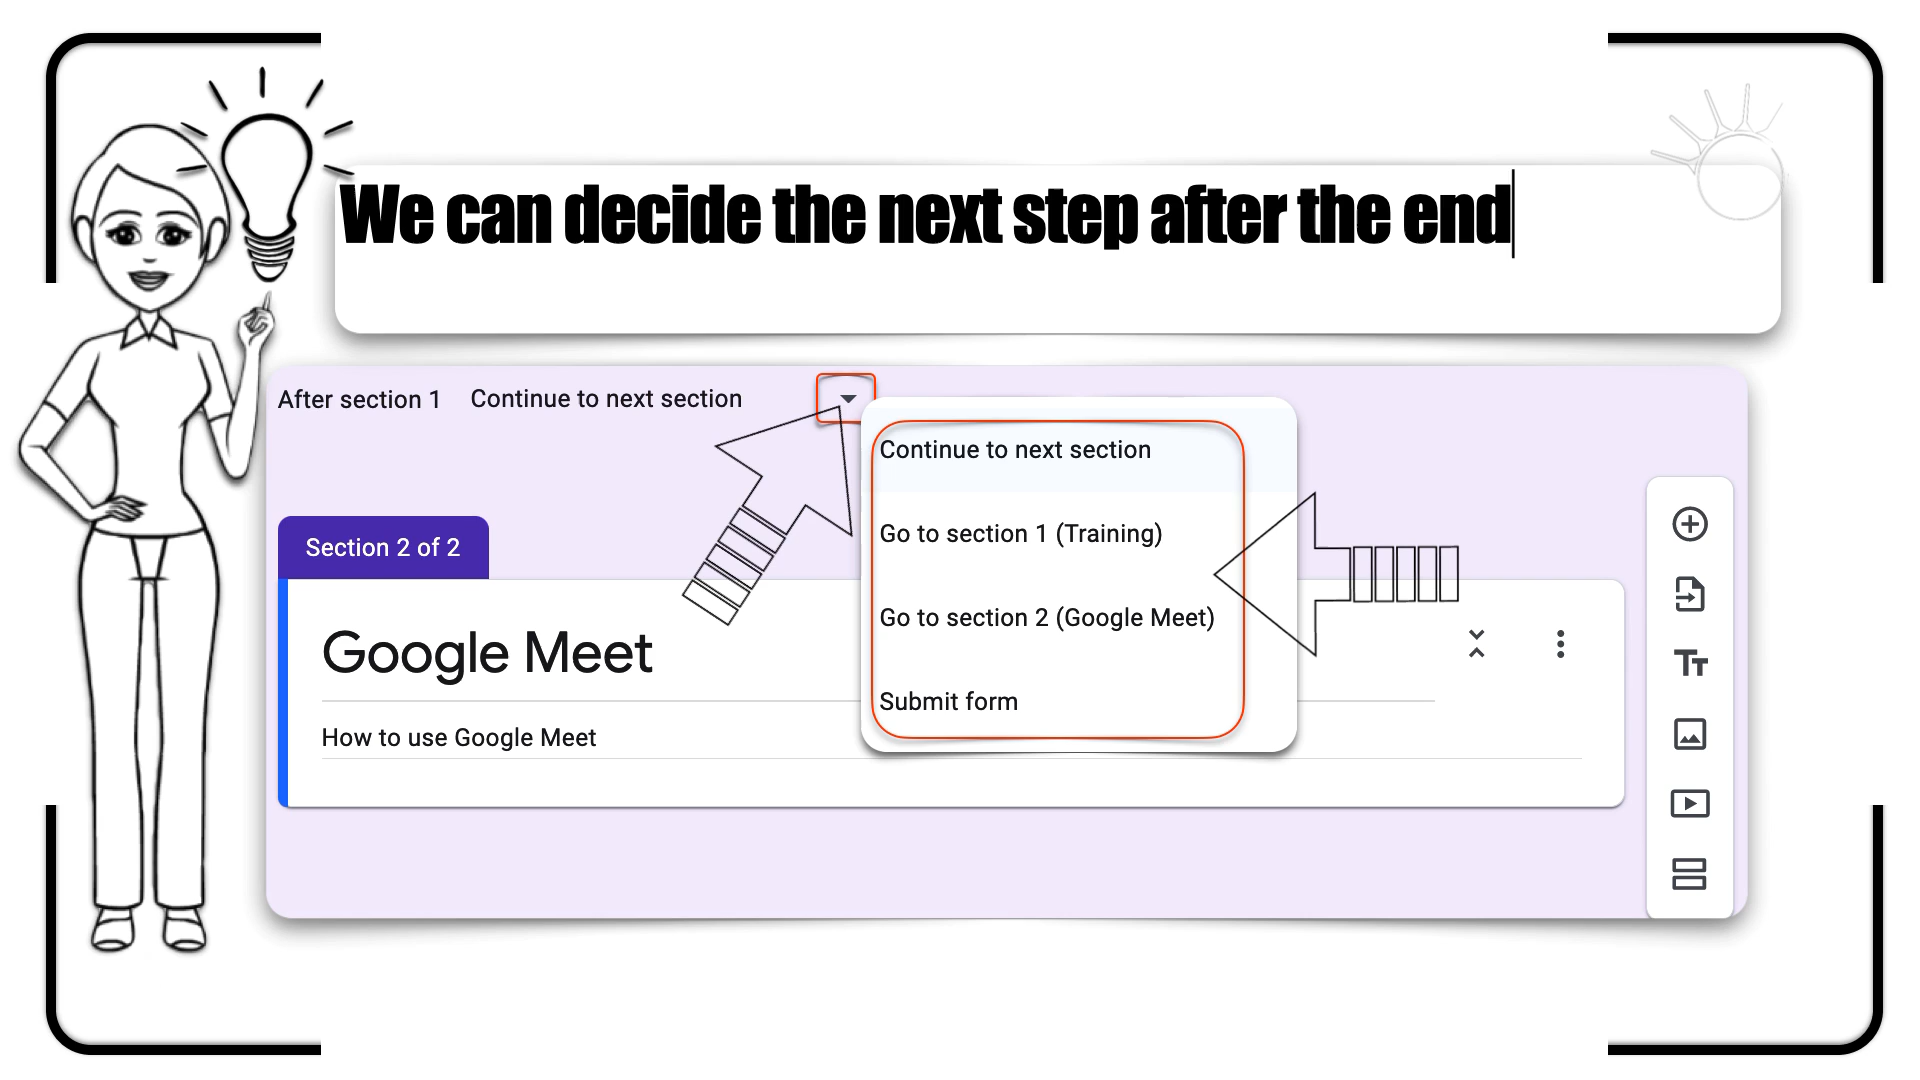 We can decide the next step after the end
After section 1 Continue to next section
Continue to next section
Go to section 1 (Training)
Go to section 2 (Google Meet)
Submit form
Section 2 of 2
Google Meet
How to use Google Meet
Tт